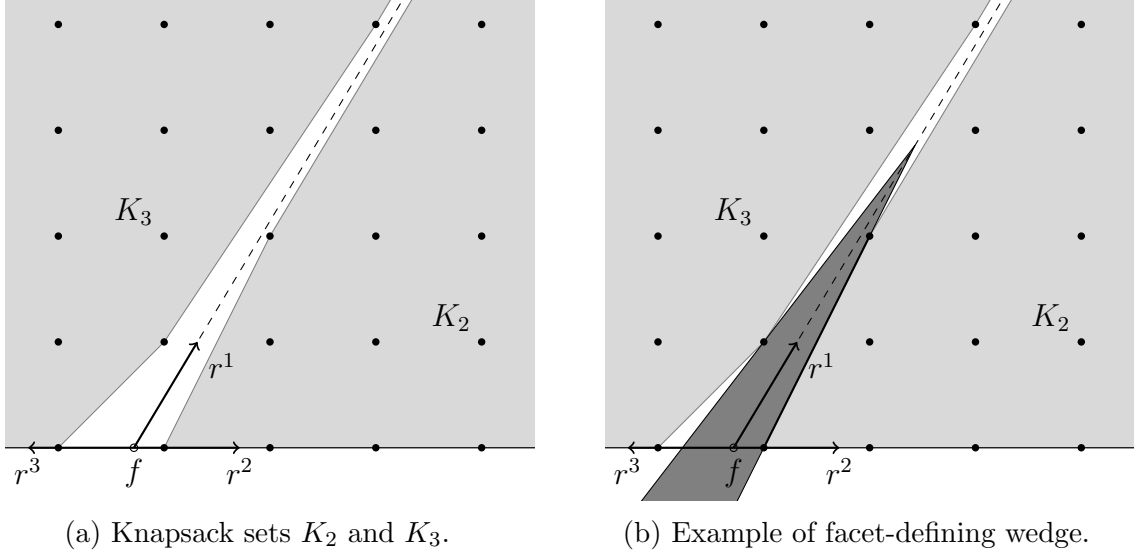 K₃
K₃
K₂
K₂
r¹
r¹
r³ f r²
r³ f r²
(a) Knapsack sets K₂ and K₃.
(b) Example of facet-defining wedge.